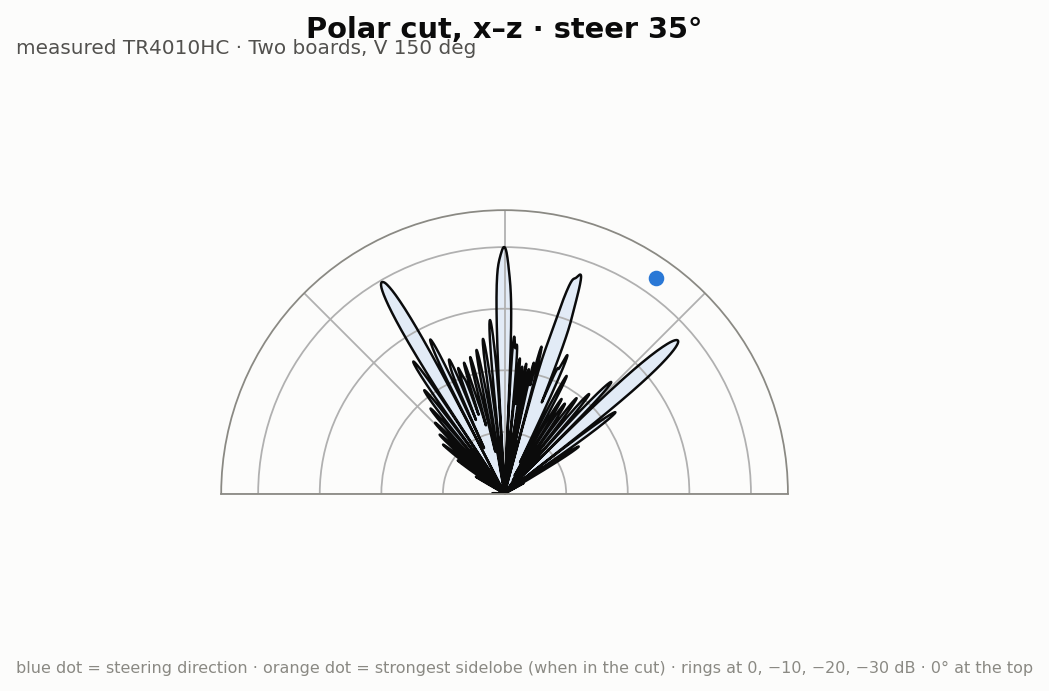 Polar cut, x–z · steer 35°
measured TR4010HC · Two boards, V 150 deg
blue dot = steering direction · orange dot = strongest sidelobe (when in the cut) · rings at 0, −10, −20, −30 dB · 0° at the top